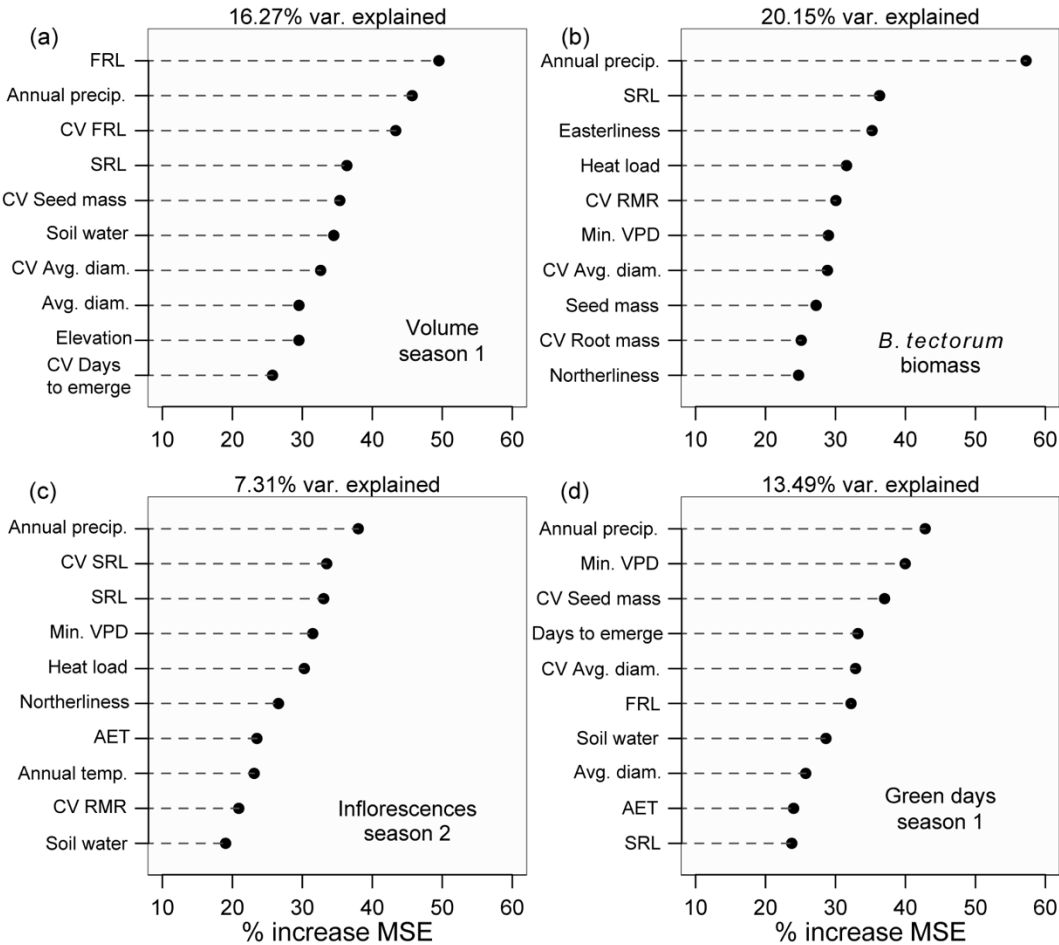 16.27% var. explained
(a)
FRL
Annual precip.
CV FRL
SRL
CV Seed mass
Soil water
CV Avg. diam.
Avg. diam.
Elevation
CV Days
to emerge
Volume
season 1
10 20 30 40 50 60
20.15% var. explained
(b)
Annual precip.
SRL
Easterliness
Heat load
CV RMR
Min. VPD
CV Avg. diam.
Seed mass
CV Root mass
Northerliness
B. tectorum
biomass
10 20 30 40 50 60
7.31% var. explained
(c)
Annual precip.
CV SRL
SRL
Min. VPD
Heat load
Northerliness
AET
Annual temp.
CV RMR
Soil water
Inflorescences
season 2
10 20 30 40 50 60
% increase MSE
13.49% var. explained
(d)
Annual precip.
Min. VPD
CV Seed mass
Days to emerge
CV Avg. diam.
FRL
Soil water
Avg. diam.
AET
SRL
Green days
season 1
10 20 30 40 50 60
% increase MSE